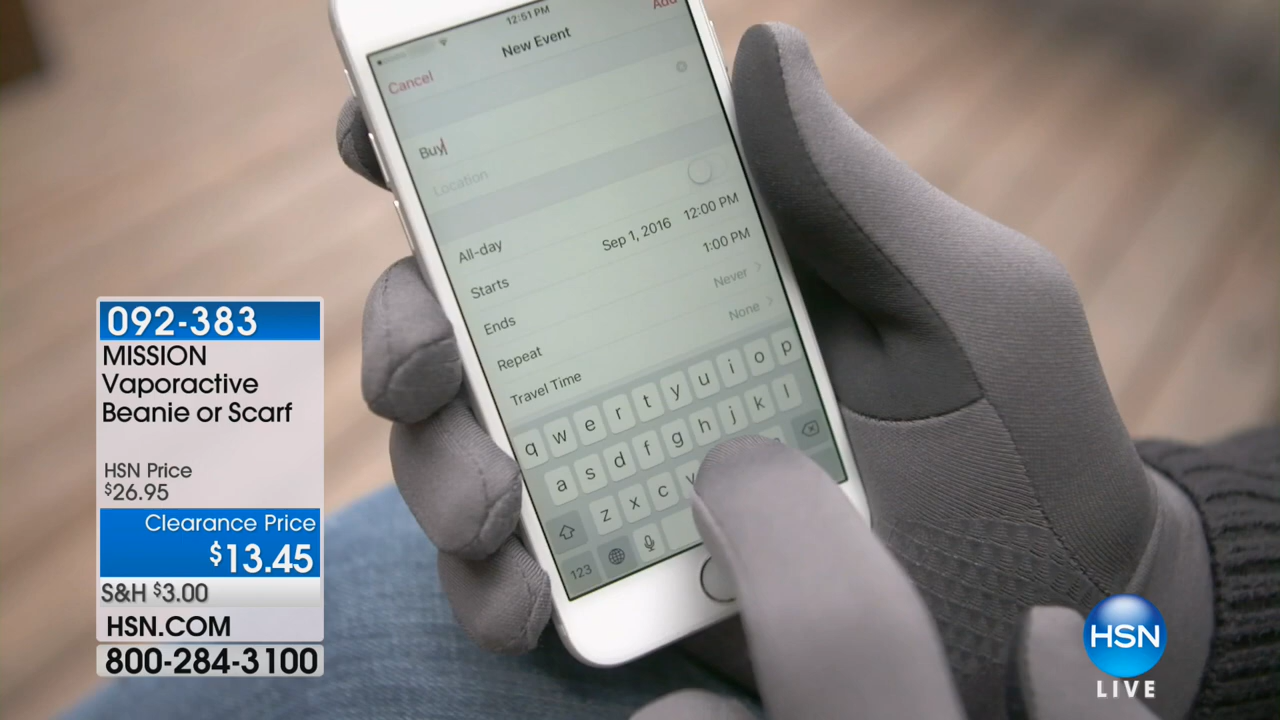 12:51 PM
Cancel
New Event
Add
Buy
Location
All-day
Starts
Sep 1, 2016 12:00 PM
Ends
1:00 PM
Repeat
Never
Travel Time
None
q w e r t y u i o p
a s d f g h j k l
z x c v
123
092-383
MISSION
Vaporactive
Beanie or Scarf
HSN Price
$26.95
Clearance Price
$13.45
S&H $3.00
HSN.COM
800-284-3100
HSN
LIVE